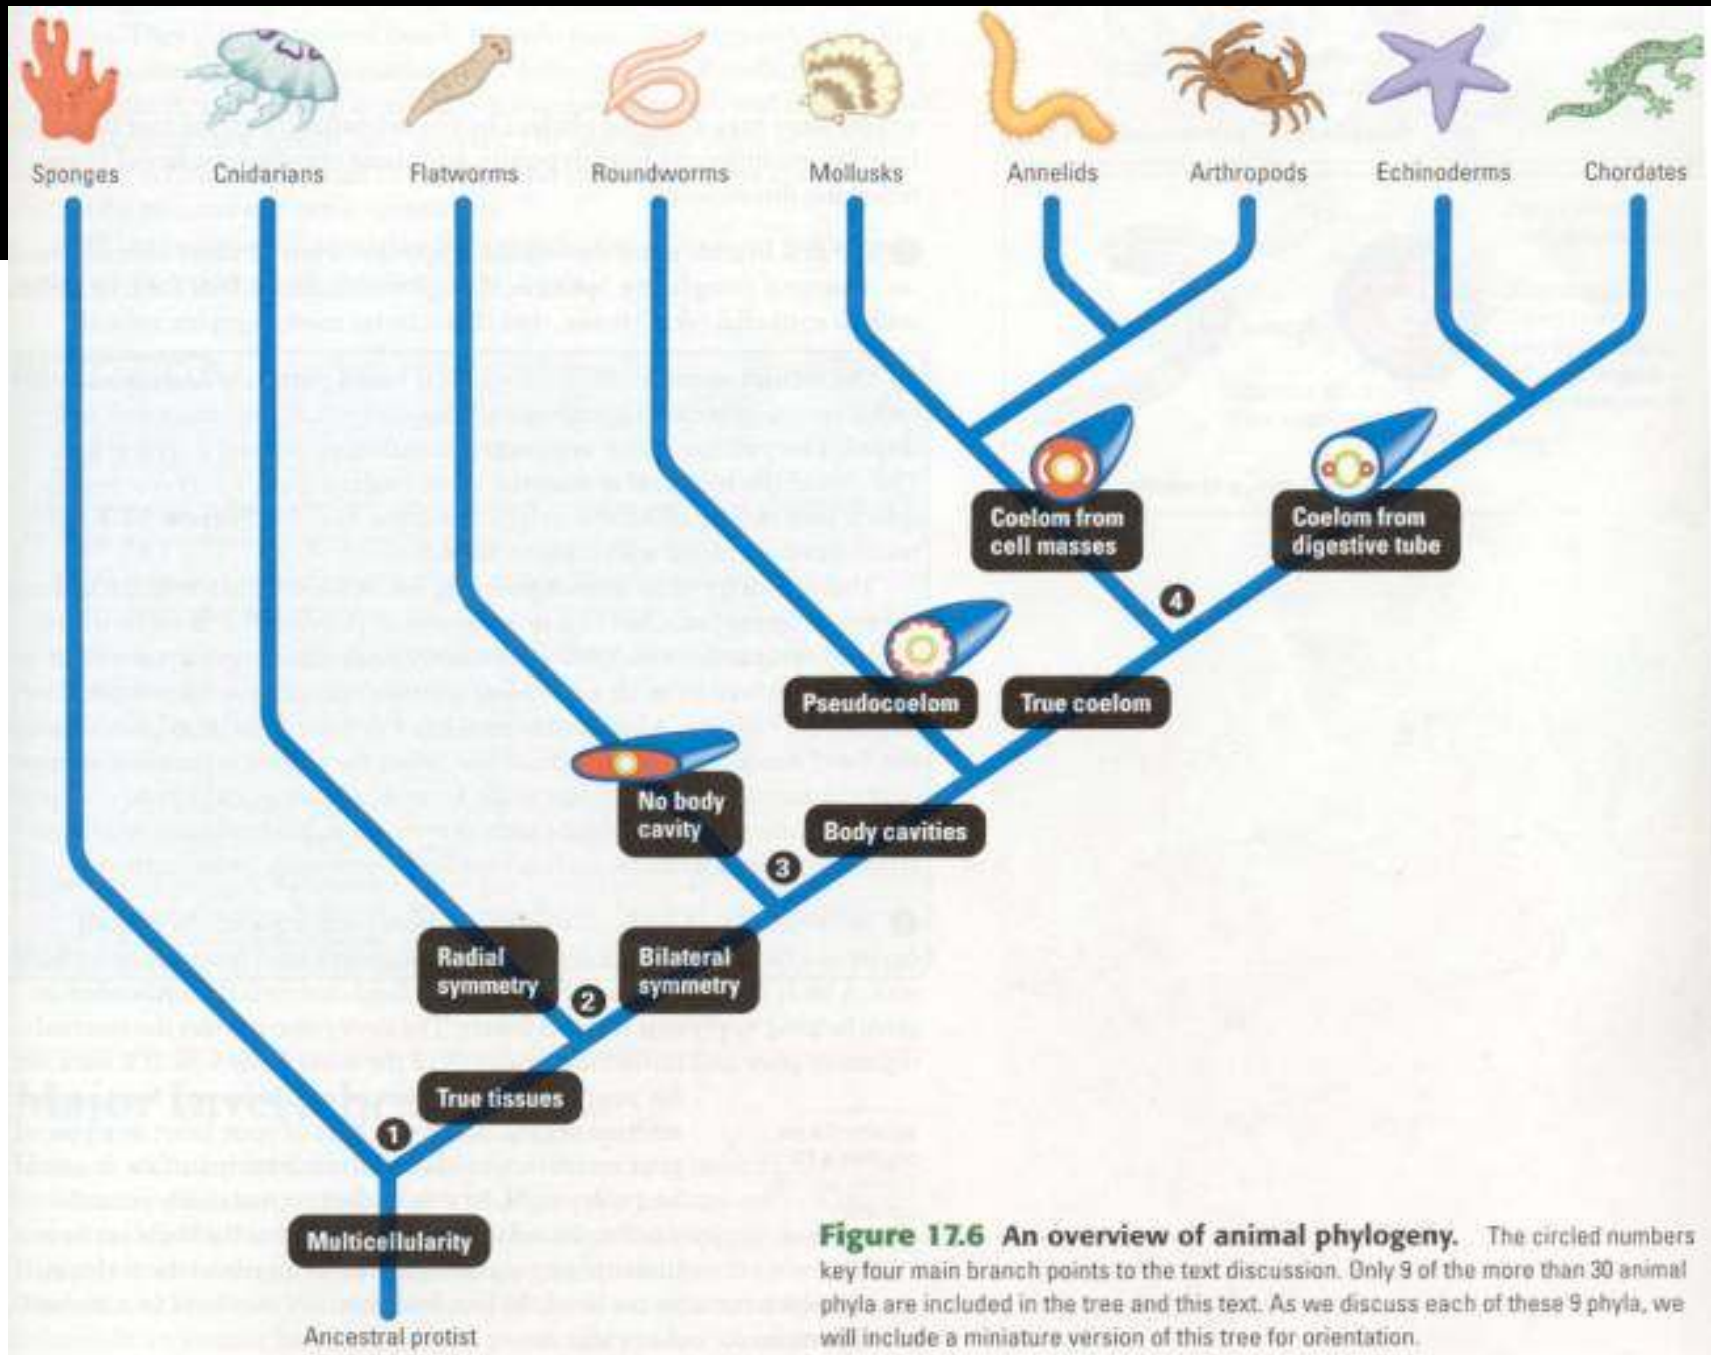 Sponges
Cnidarians
Flatworms
Roundworms
Mollusks
Annelids
Arthropods
Echinoderms
Chordates
Coelom from
cell masses
Coelom from
digestive tube
4
Pseudocoelom
True coelom
No body
cavity
Body cavities
3
Radial
symmetry
Bilateral
symmetry
2
True tissues
1
Multicellularity
Ancestral protist
Figure 17.6 An overview of animal phylogeny. The circled numbers
key four main branch points to the text discussion. Only 9 of the more than 30 animal
phyla are included in the tree and this text. As we discuss each of these 9 phyla, we
will include a miniature version of this tree for orientation.